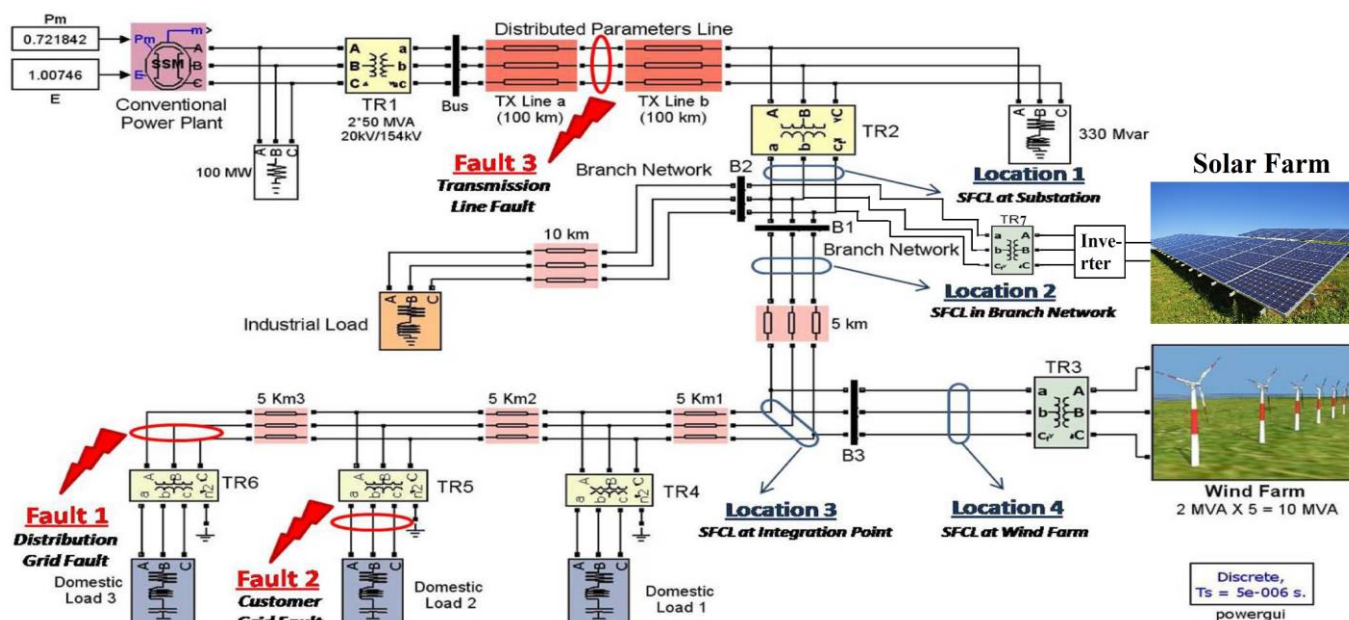 Pm
0.721842
1.00746
E
Pm
m
E
SSM
A
B
C
Conventional
Power Plant
A B C
100 MW
A a
B b
C c
TR1
2*50 MVA
20kV/154kV
Bus
Distributed Parameters Line
TX Line a
(100 km)
TX Line b
(100 km)
Fault 3
Transmission
Line Fault
A B C
a b c
TR2
A B C
330 Mvar
Location 1
SFCL at Substation
Solar Farm
Branch Network
B2
B1
Branch Network
TR7
a A
b B
c C
Inve-
rter
10 km
A B C
Industrial Load
Location 2
SFCL in Branch Network
5 km
TR3
a A
b B
c C
B3
5 Km3
5 Km2
5 Km1
A B C
a b c n2
TR6
A B C
a b c n2
TR5
A B C
a b c n2
TR4
Fault 1
Distribution
Grid Fault
Fault 2
Customer
Grid Fault
A B C
Domestic
Load 3
A B C
Domestic
Load 2
A B C
Domestic
Load 1
Location 3
SFCL at Integration Point
Location 4
SFCL at Wind Farm
Wind Farm
2 MVA X 5 = 10 MVA
Discrete,
Ts = 5e-006 s.
powergui